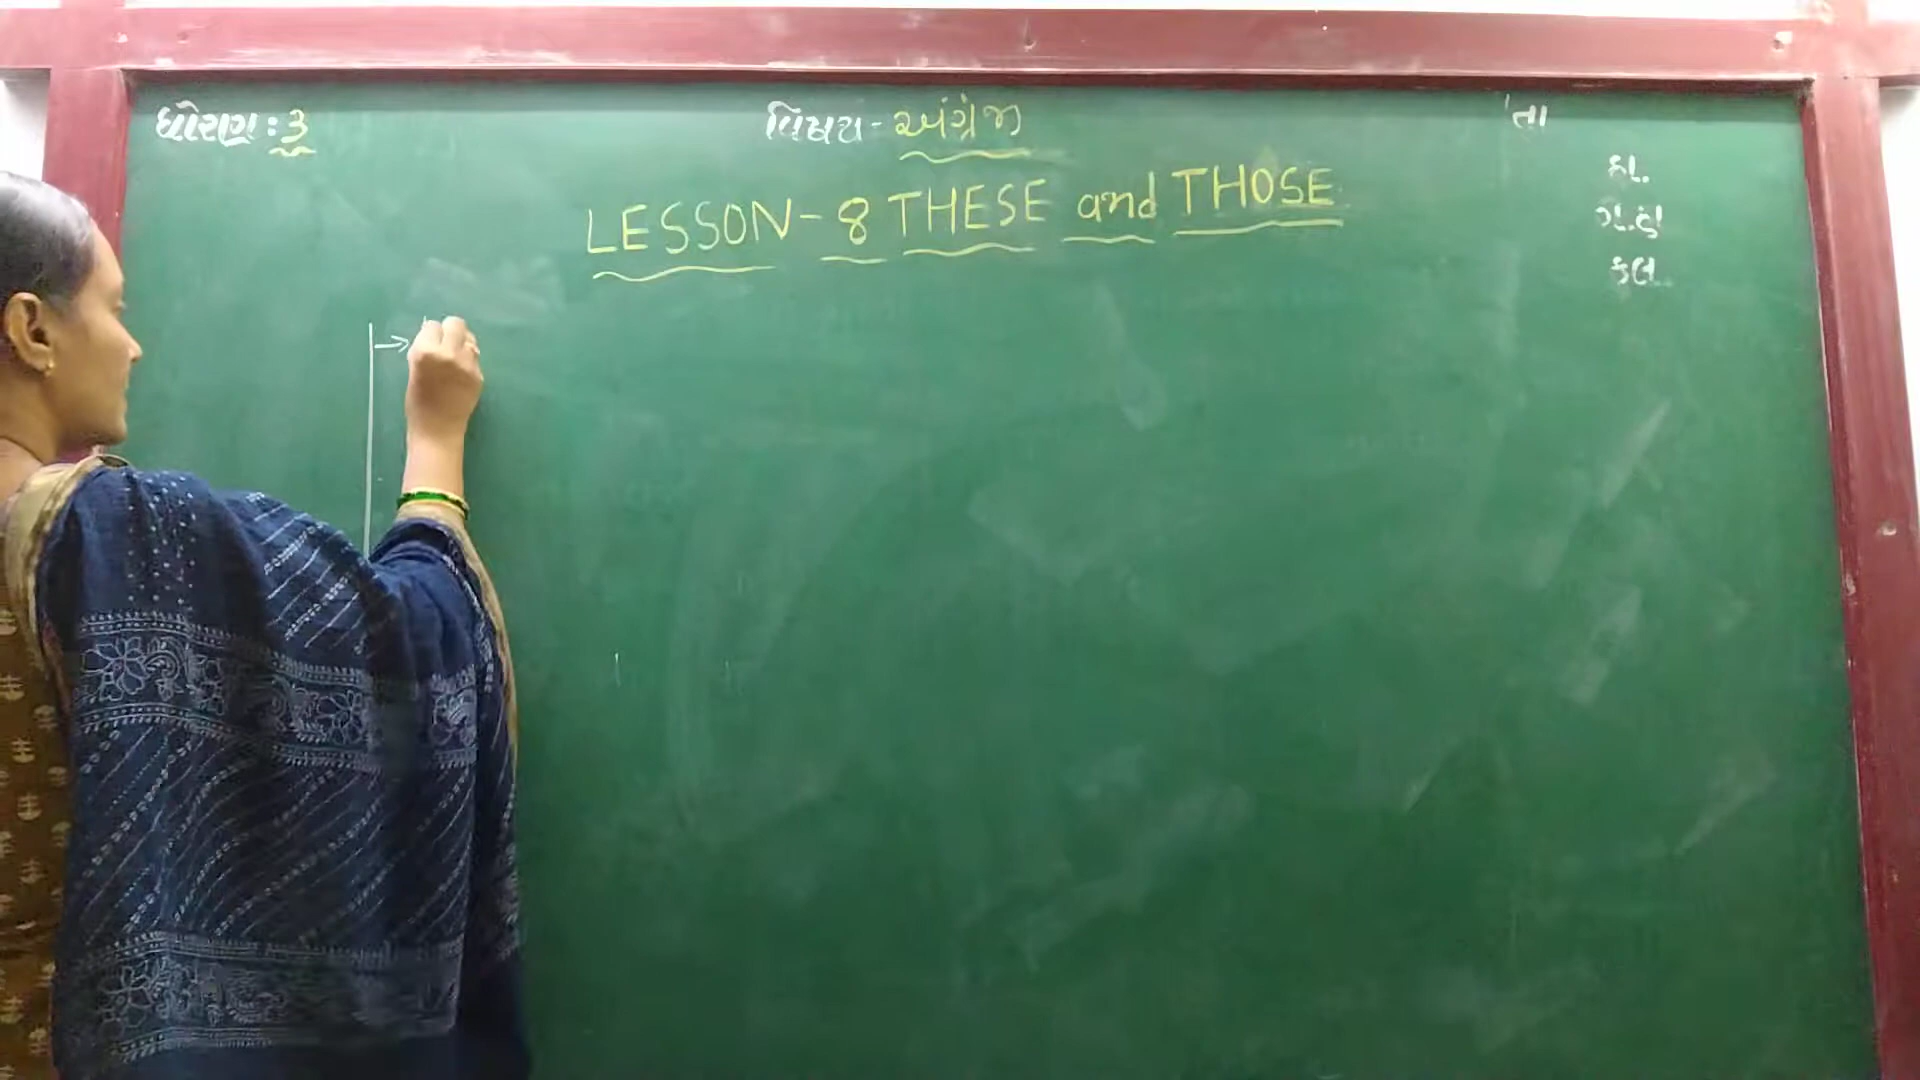 ધોરણ : ૩
વિષય - અંગ્રેજી
તા
LESSON - 8 THESE and THOSE
હા.
ગા.હા
કુલ